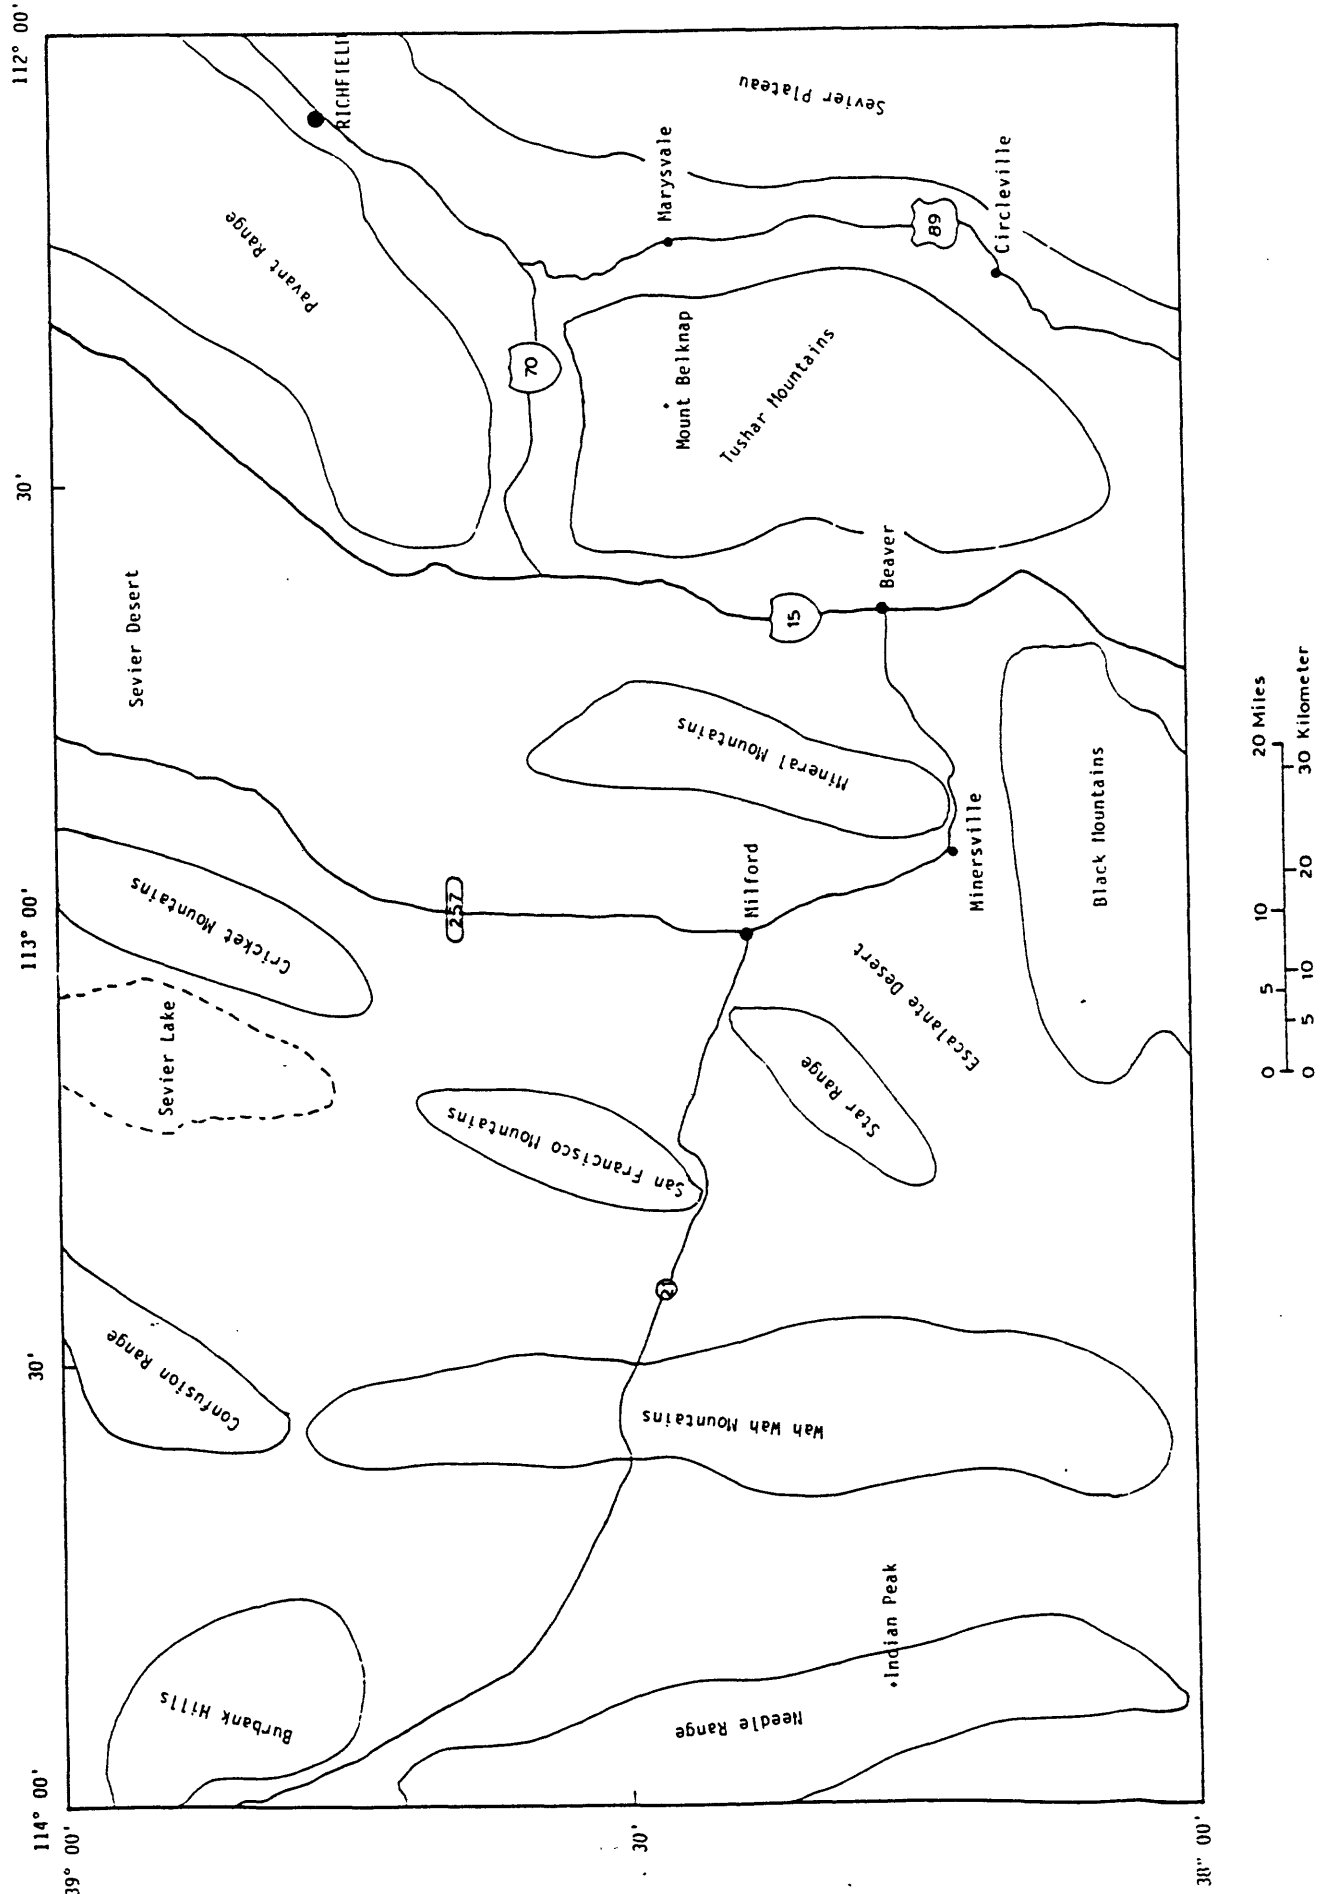 114° 00'
30'
113° 00'
30'
112° 00'
39° 00'
30'
38° 00'
Burbank Hills
Confusion Range
Sevier Lake
Cricket Mountains
Sevier Desert
Pavant Range
RICHFIELD
257
70
San Francisco Mountains
Needle Range
Wah Wah Mountains
21
Milford
Mineral Mountains
Mount Belknap
Marysvale
Sevier Plateau
Tushar Mountains
Star Range
15
Indian Peak
Escalante Desert
Beaver
89
Minersville
Circleville
Black Mountains
0 5 10 20 Miles
0 5 10 20 30 Kilometer